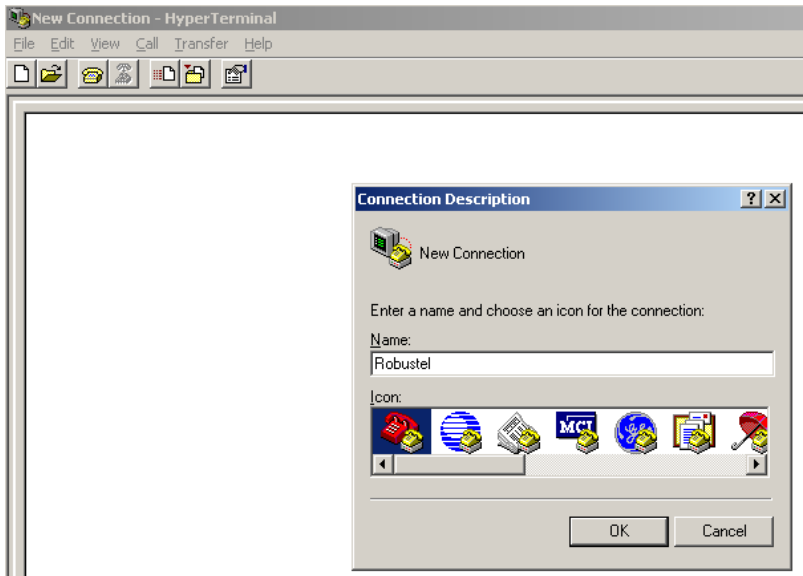 New Connection - HyperTerminal
File Edit View Call Transfer Help
Connection Description
New Connection
Enter a name and choose an icon for the connection:
Name:
Robustel
Icon:
MCI
OK Cancel